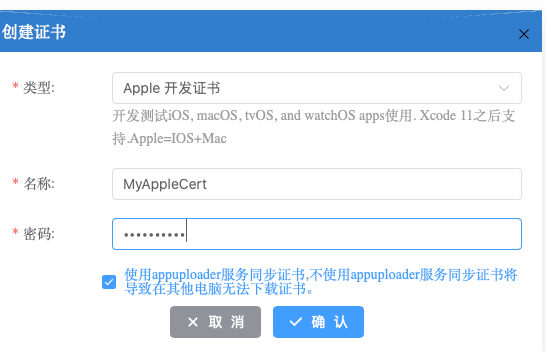 创建证书
* 类型:
Apple 开发证书
开发测试iOS, macOS, tvOS, and watchOS apps使用. Xcode 11之后支
持.Apple=IOS+Mac
* 名称:
MyAppleCert
* 密码:
••••••••••
使用appuploader服务同步证书,不使用appuploader服务同步证书将
导致在其他电脑无法下载证书。
取 消
确 认